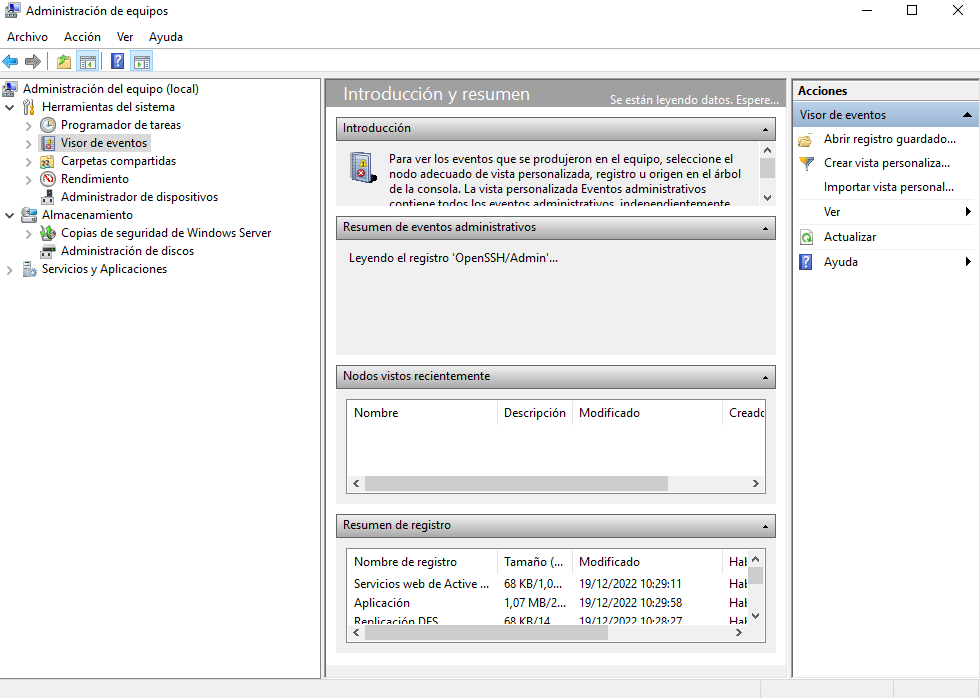 Administración de equipos
Archivo Acción Ver Ayuda
Administración del equipo (local)
Herramientas del sistema
Programador de tareas
Visor de eventos
Carpetas compartidas
Rendimiento
Administrador de dispositivos
Almacenamiento
Copias de seguridad de Windows Server
Administración de discos
Servicios y Aplicaciones
Introducción y resumen Se están leyendo datos. Espere...
Introducción
Para ver los eventos que se produjeron en el equipo, seleccione el
nodo adecuado de vista personalizada, registro u origen en el árbol
de la consola. La vista personalizada Eventos administrativos
contiene todos los eventos administrativos, independientemente
Resumen de eventos administrativos
Leyendo el registro 'OpenSSH/Admin'...
Nodos vistos recientemente
Nombre Descripción Modificado Creado
Resumen de registro
Nombre de registro Tamaño (... Modificado Hab
Servicios web de Active ... 68 KB/1,0... 19/12/2022 10:29:11 Hab
Aplicación 1,07 MB/2... 19/12/2022 10:29:58 Hab
Replicación DFS 68 KB/14 19/12/2022 10:28:27 Hab
Acciones
Visor de eventos
Abrir registro guardado...
Crear vista personaliza...
Importar vista personal...
Ver
Actualizar
Ayuda